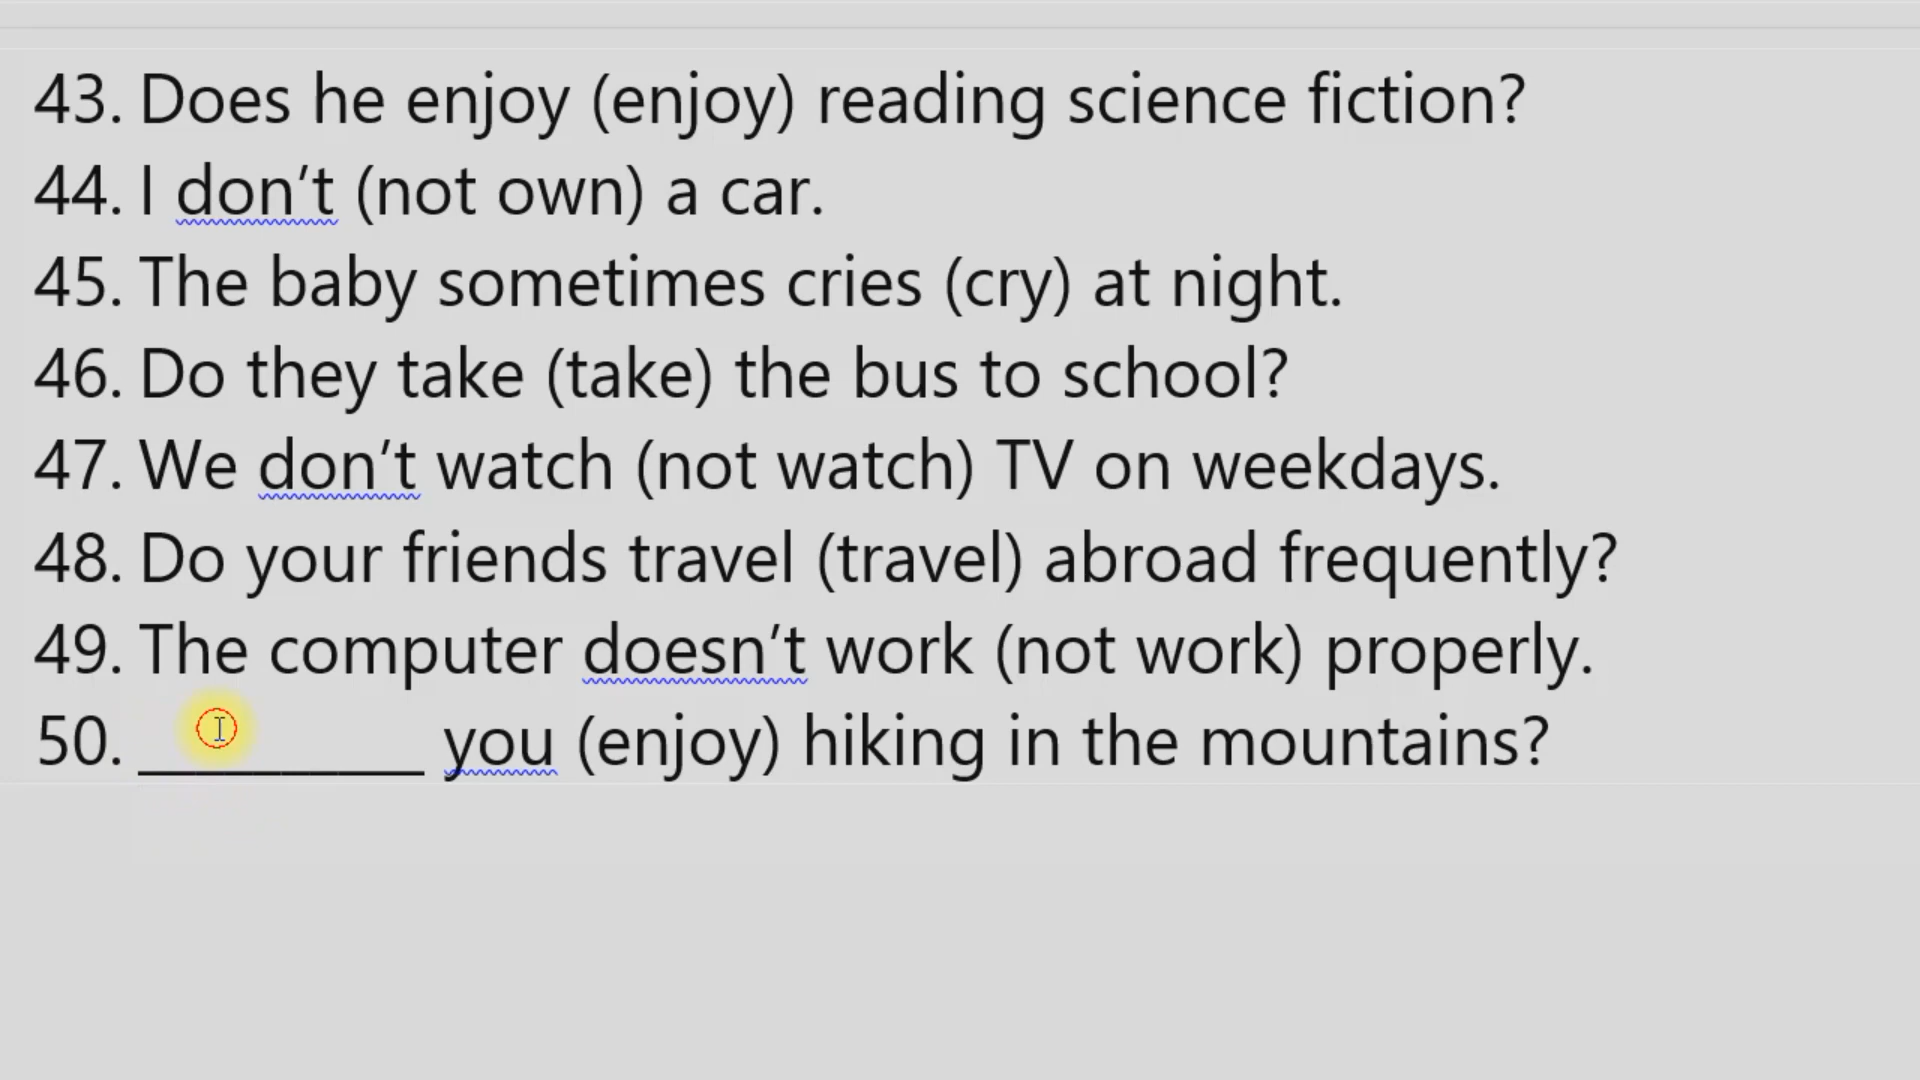 43. Does he enjoy (enjoy) reading science fiction?
44. I don’t (not own) a car.
45. The baby sometimes cries (cry) at night.
46. Do they take (take) the bus to school?
47. We don’t watch (not watch) TV on weekdays.
48. Do your friends travel (travel) abroad frequently?
49. The computer doesn’t work (not work) properly.
50. __________ you (enjoy) hiking in the mountains?